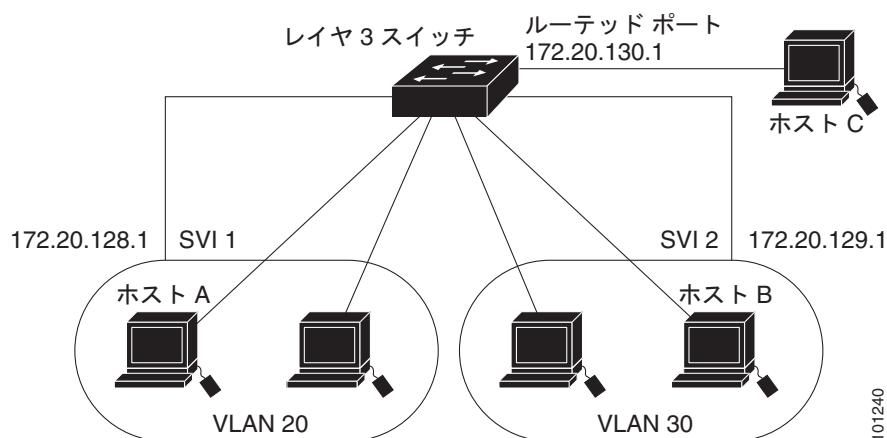 レイヤ 3 スイッチ
ルーテッド ポート
172.20.130.1
ホスト C
172.20.128.1
SVI 1
SVI 2
172.20.129.1
ホスト A
ホスト B
VLAN 20
VLAN 30
101240